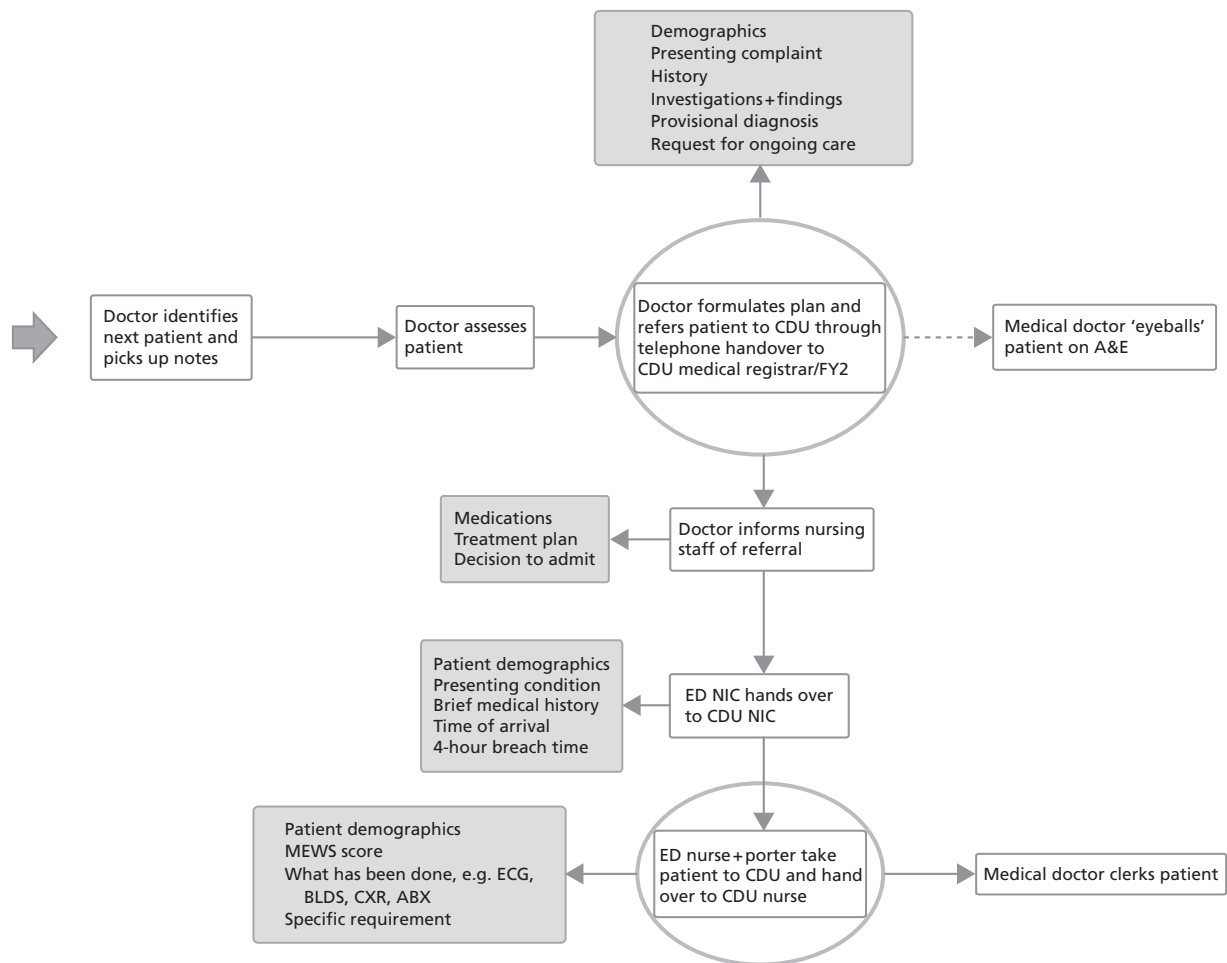 Demographics
Presenting complaint
History
Investigations+findings
Provisional diagnosis
Request for ongoing care
Doctor identifies
next patient and
picks up notes
Doctor assesses
patient
Doctor formulates plan and
refers patient to CDU through
telephone handover to
CDU medical registrar/FY2
Medical doctor ‘eyeballs’
patient on A&E
Medications
Treatment plan
Decision to admit
Doctor informs nursing
staff of referral
Patient demographics
Presenting condition
Brief medical history
Time of arrival
4-hour breach time
ED NIC hands over
to CDU NIC
Patient demographics
MEWS score
What has been done, e.g. ECG,
BLDS, CXR, ABX
Specific requirement
ED nurse+porter take
patient to CDU and hand
over to CDU nurse
Medical doctor clerks patient